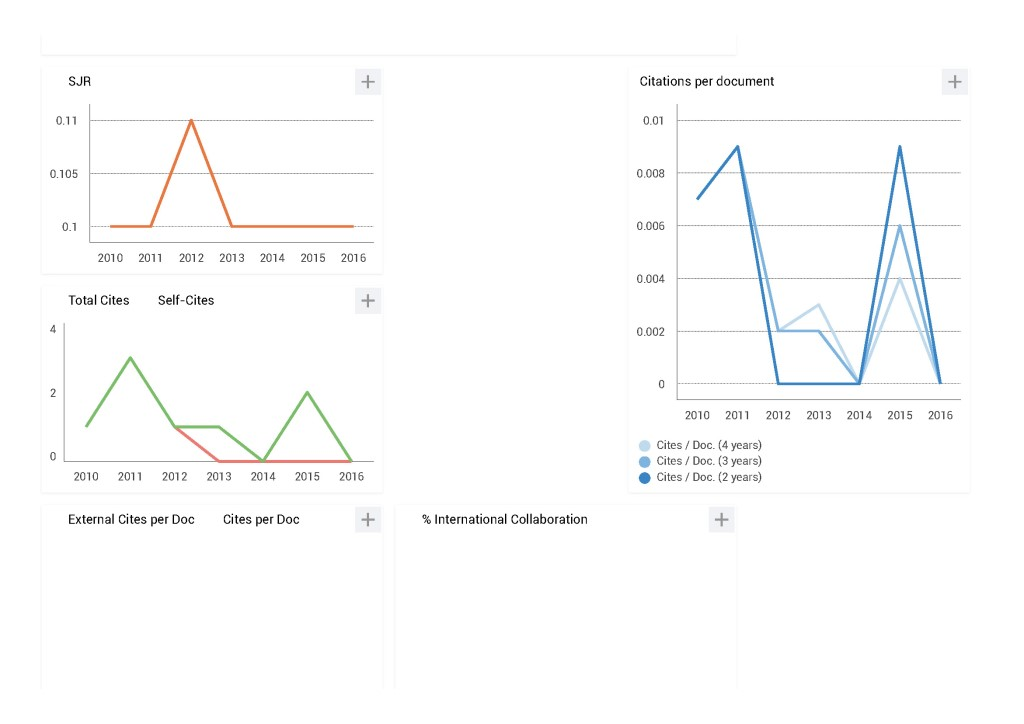 SJR
0.11
0.105
0.1
2010 2011 2012 2013 2014 2015 2016
Total Cites Self-Cites
4
2
0
2010 2011 2012 2013 2014 2015 2016
External Cites per Doc Cites per Doc
% International Collaboration
Citations per document
0.01
0.008
0.006
0.004
0.002
0
2010 2011 2012 2013 2014 2015 2016
Cites / Doc. (4 years)
Cites / Doc. (3 years)
Cites / Doc. (2 years)